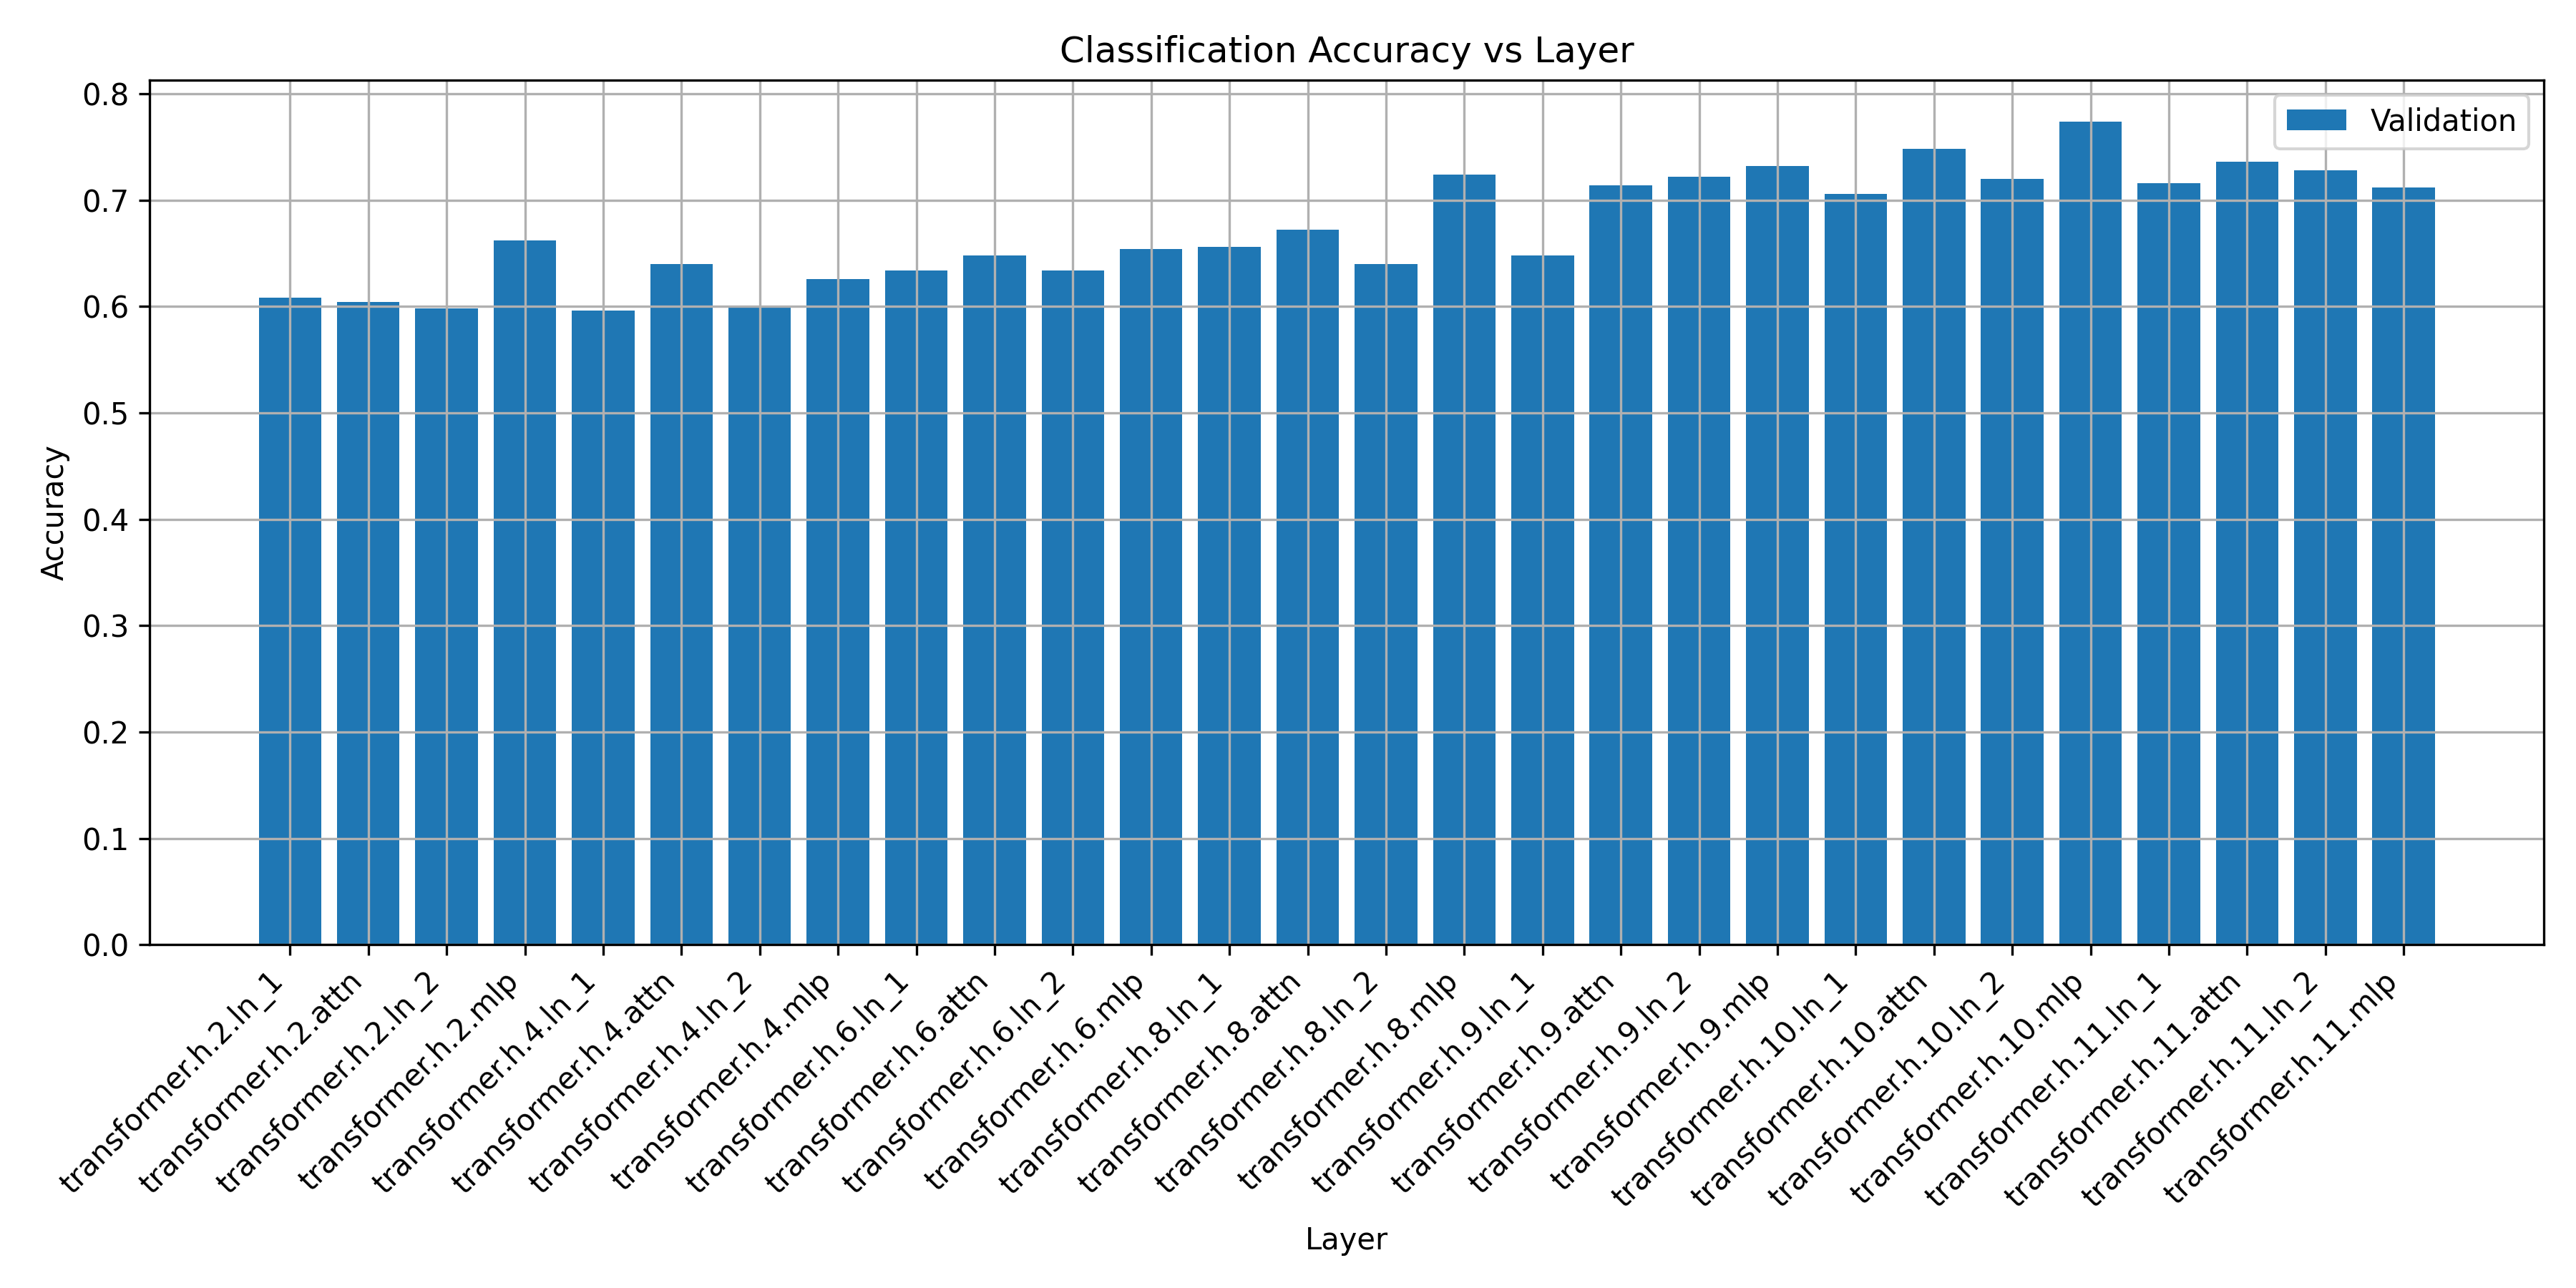 Classification Accuracy vs Layer
Validation
Accuracy
0.8
0.7
0.6
0.5
0.4
0.3
0.2
0.1
0.0
transformer.h.2.ln_1
transformer.h.2.attn
transformer.h.2.ln_2
transformer.h.2.mlp
transformer.h.4.ln_1
transformer.h.4.attn
transformer.h.4.ln_2
transformer.h.4.mlp
transformer.h.6.ln_1
transformer.h.6.attn
transformer.h.6.ln_2
transformer.h.6.mlp
transformer.h.8.ln_1
transformer.h.8.attn
transformer.h.8.ln_2
transformer.h.8.mlp
transformer.h.9.ln_1
transformer.h.9.attn
transformer.h.9.ln_2
transformer.h.9.mlp
transformer.h.10.ln_1
transformer.h.10.attn
transformer.h.10.ln_2
transformer.h.10.mlp
transformer.h.11.ln_1
transformer.h.11.attn
transformer.h.11.ln_2
transformer.h.11.mlp
Layer